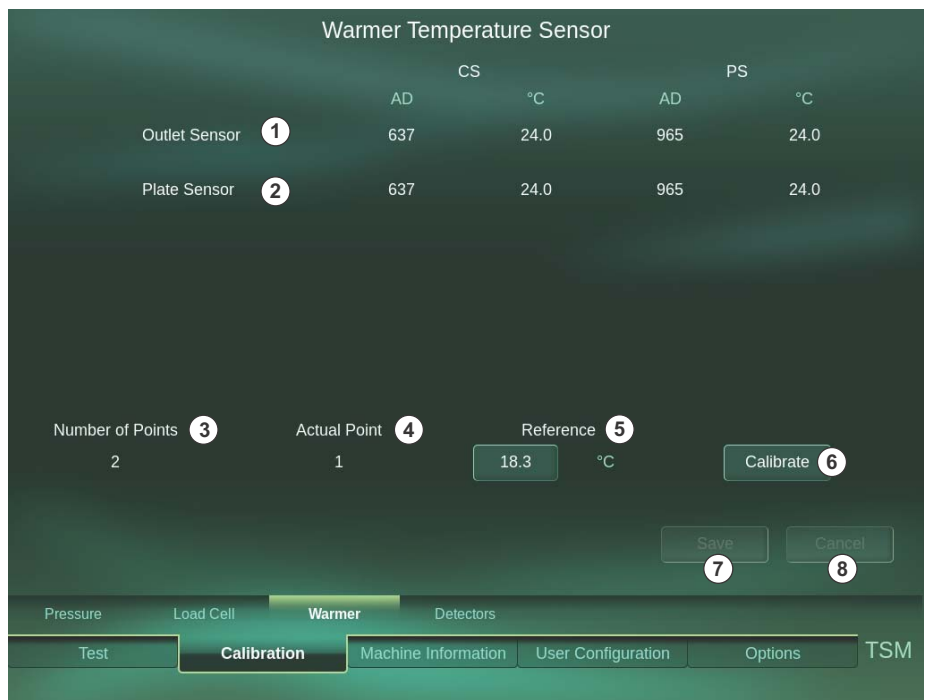 Warmer Temperature Sensor
CS PS
AD °C AD °C
Outlet Sensor 1 637 24.0 965 24.0
Plate Sensor 2 637 24.0 965 24.0
Number of Points 3 Actual Point 4 Reference 5
2 1 18.3 °C Calibrate 6
Save Cancel
7 8
Pressure Load Cell Warmer Detectors
Test Calibration Machine Information User Configuration Options TSM